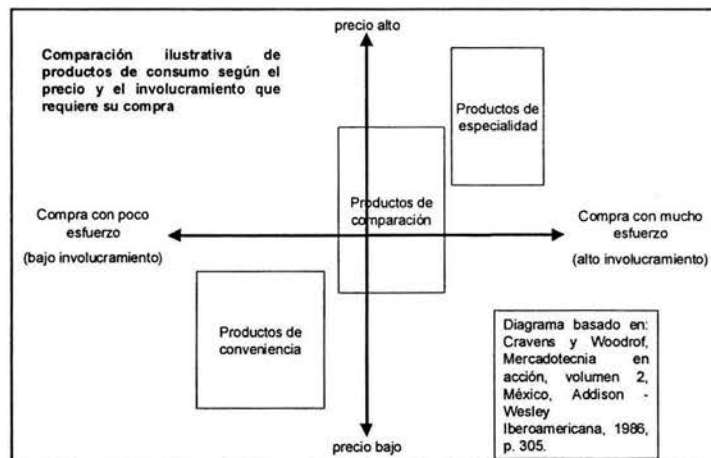 precio alto
Comparación ilustrativa de
productos de consumo según el
precio y el involucramiento que
requiere su compra
Productos de
especialidad
Productos de
comparación
Compra con poco
esfuerzo
(bajo involucramiento)
Compra con mucho
esfuerzo
(alto involucramiento)
Productos de
conveniencia
Diagrama basado en:
Cravens y Woodrof,
Mercadotecnia en
acción, volumen 2,
México, Addison -
Wesley
Iberoamericana, 1986,
p. 305.
precio bajo